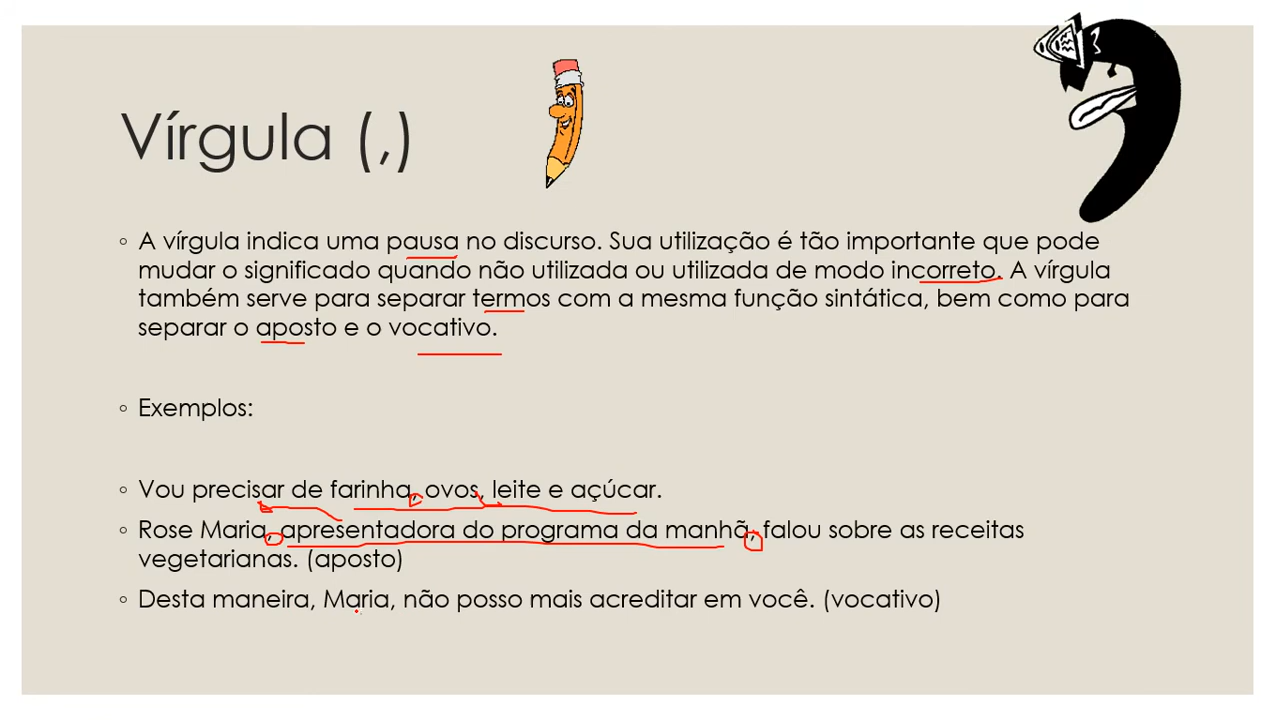 Vírgula (,)
◦ A vírgula indica uma pausa no discurso. Sua utilização é tão importante que pode
mudar o significado quando não utilizada ou utilizada de modo incorreto. A vírgula
também serve para separar termos com a mesma função sintática, bem como para
separar o aposto e o vocativo.
◦ Exemplos:
◦ Vou precisar de farinha, ovos, leite e açúcar.
◦ Rose Maria, apresentadora do programa da manhã, falou sobre as receitas
vegetarianas. (aposto)
◦ Desta maneira, Maria, não posso mais acreditar em você. (vocativo)